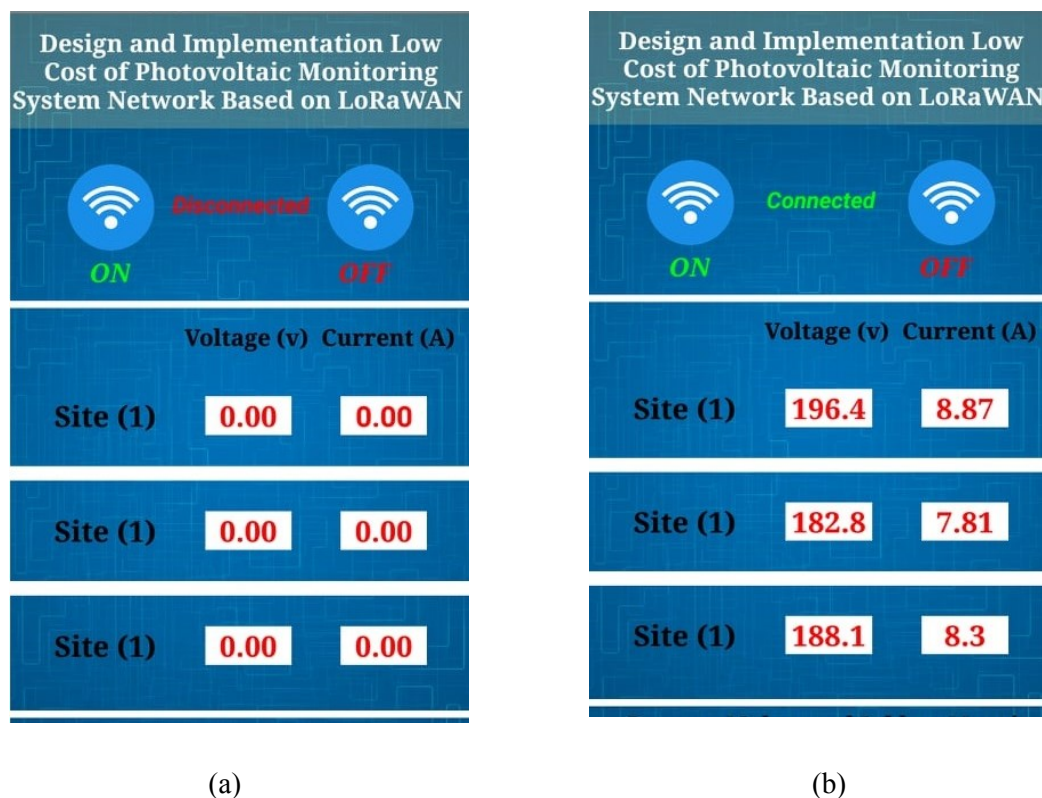 Design and Implementation Low
Cost of Photovoltaic Monitoring
System Network Based on LoRaWAN
Disconnected
ON
OFF
Voltage (v) Current (A)
Site (1) 0.00 0.00
Site (1) 0.00 0.00
Site (1) 0.00 0.00
(a)
Design and Implementation Low
Cost of Photovoltaic Monitoring
System Network Based on LoRaWAN
Connected
ON
OFF
Voltage (v) Current (A)
Site (1) 196.4 8.87
Site (1) 182.8 7.81
Site (1) 188.1 8.3
(b)